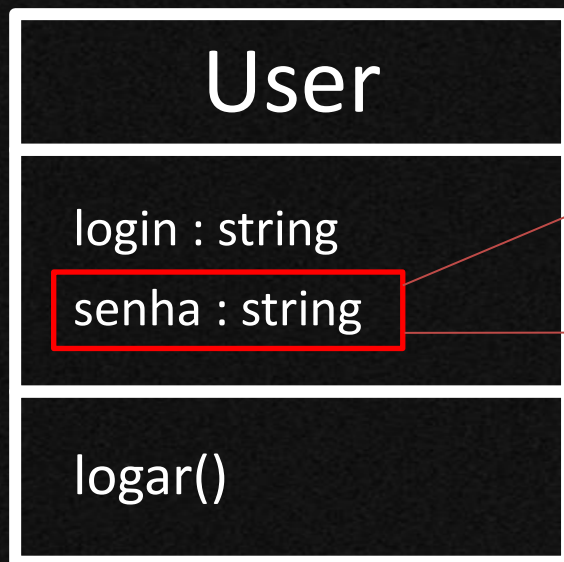 User
login : string
senha : string
logar()